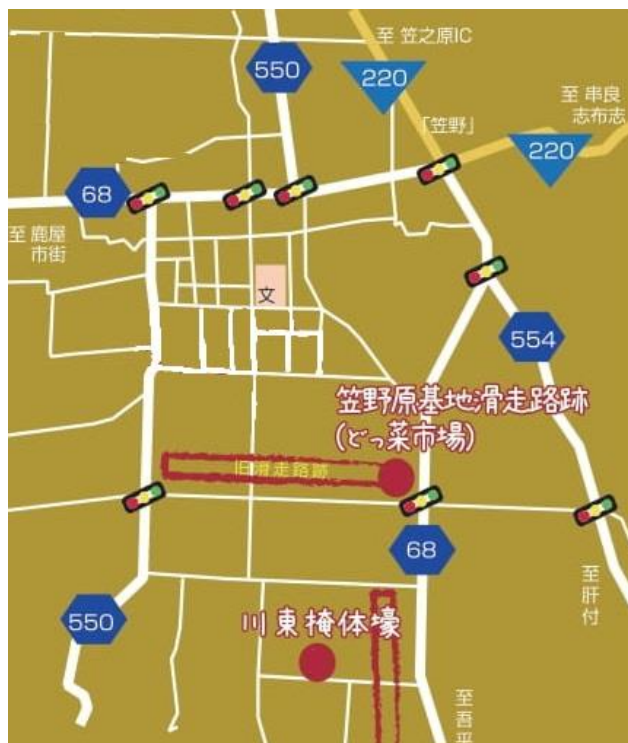 至 笠之原IC
550
220
至 串良
志布志
「笠野」
220
68
至 鹿屋
市街
文
554
笠野原基地滑走路跡
(どっ菜市場)
旧滑走路跡
68
至肝付
川東掩体壕
550
至吾平